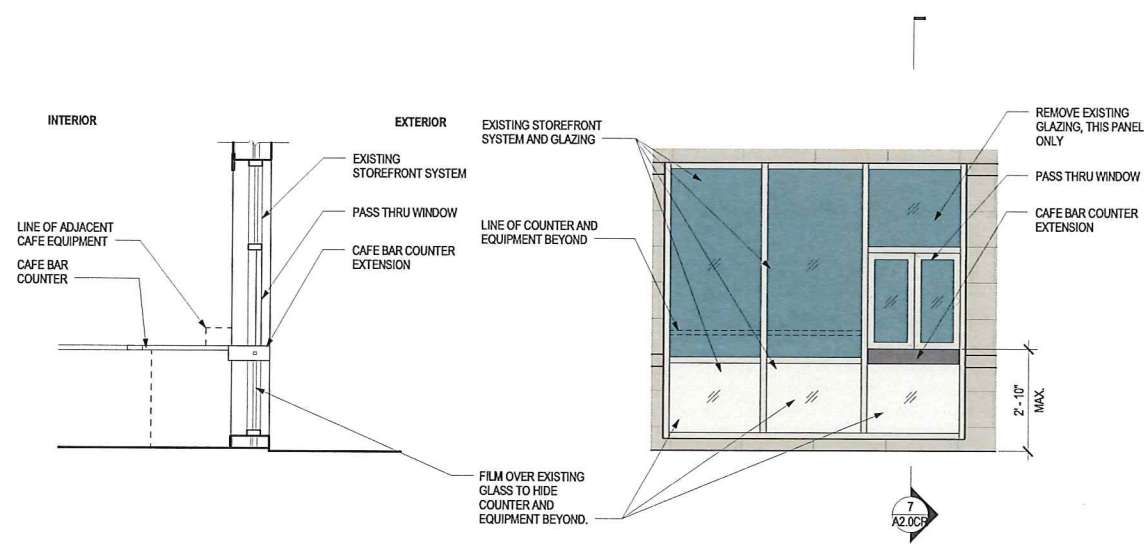 INTERIOR
EXTERIOR
EXISTING
STOREFRONT SYSTEM
PASS THRU WINDOW
CAFE BAR COUNTER
EXTENSION
LINE OF ADJACENT
CAFE EQUIPMENT
CAFE BAR
COUNTER
EXISTING STOREFRONT
SYSTEM AND GLAZING
LINE OF COUNTER AND
EQUIPMENT BEYOND
FILM OVER EXISTING
GLASS TO HIDE
COUNTER AND
EQUIPMENT BEYOND.
REMOVE EXISTING
GLAZING, THIS PANEL
ONLY
PASS THRU WINDOW
CAFE BAR COUNTER
EXTENSION
2' - 10"
MAX.
7
A2.0CR